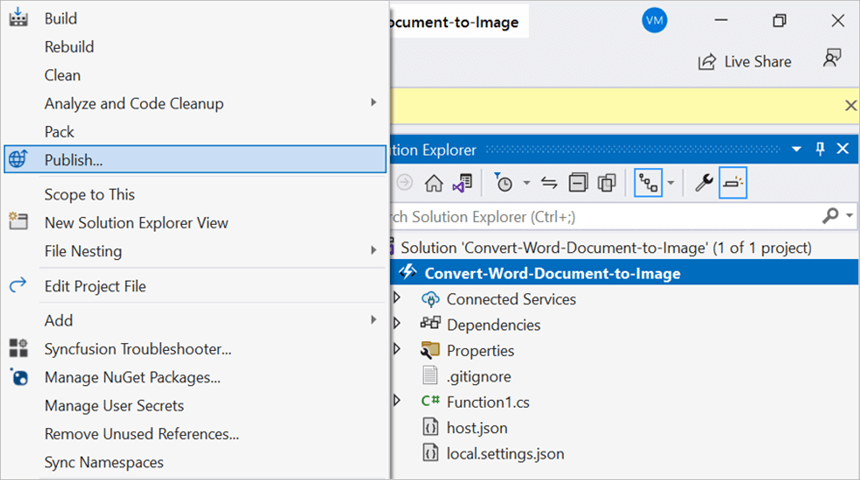 Build
Rebuild
Clean
Analyze and Code Cleanup
Pack
Publish...
Scope to This
New Solution Explorer View
File Nesting
Edit Project File
Add
Syncfusion Troubleshooter...
Manage NuGet Packages...
Manage User Secrets
Remove Unused References...
Sync Namespaces
ocument-to-Image
VM
Live Share
tion Explorer
rch Solution Explorer (Ctrl+;)
Solution 'Convert-Word-Document-to-Image' (1 of 1 project)
Convert-Word-Document-to-Image
Connected Services
Dependencies
Properties
.gitignore
C# Function1.cs
host.json
local.settings.json